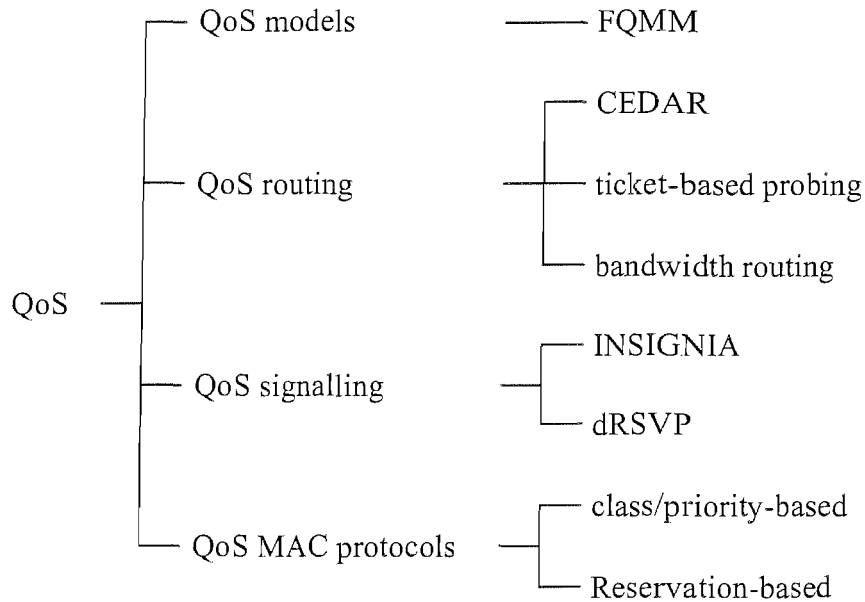 QoS models
FQMM
CEDAR
QoS routing
ticket-based probing
bandwidth routing
QoS
INSIGNIA
QoS signalling
dRSVP
class/priority-based
QoS MAC protocols
Reservation-based